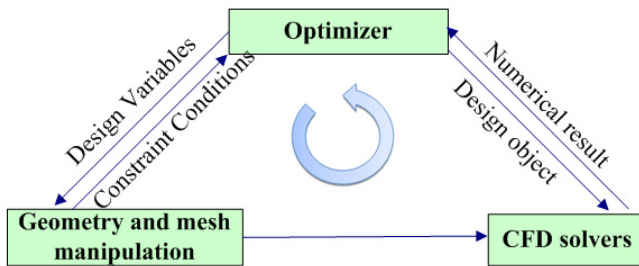 Optimizer
Design Variables
Constraint Conditions
Numerical result
Design object
Geometry and mesh
manipulation
CFD solvers